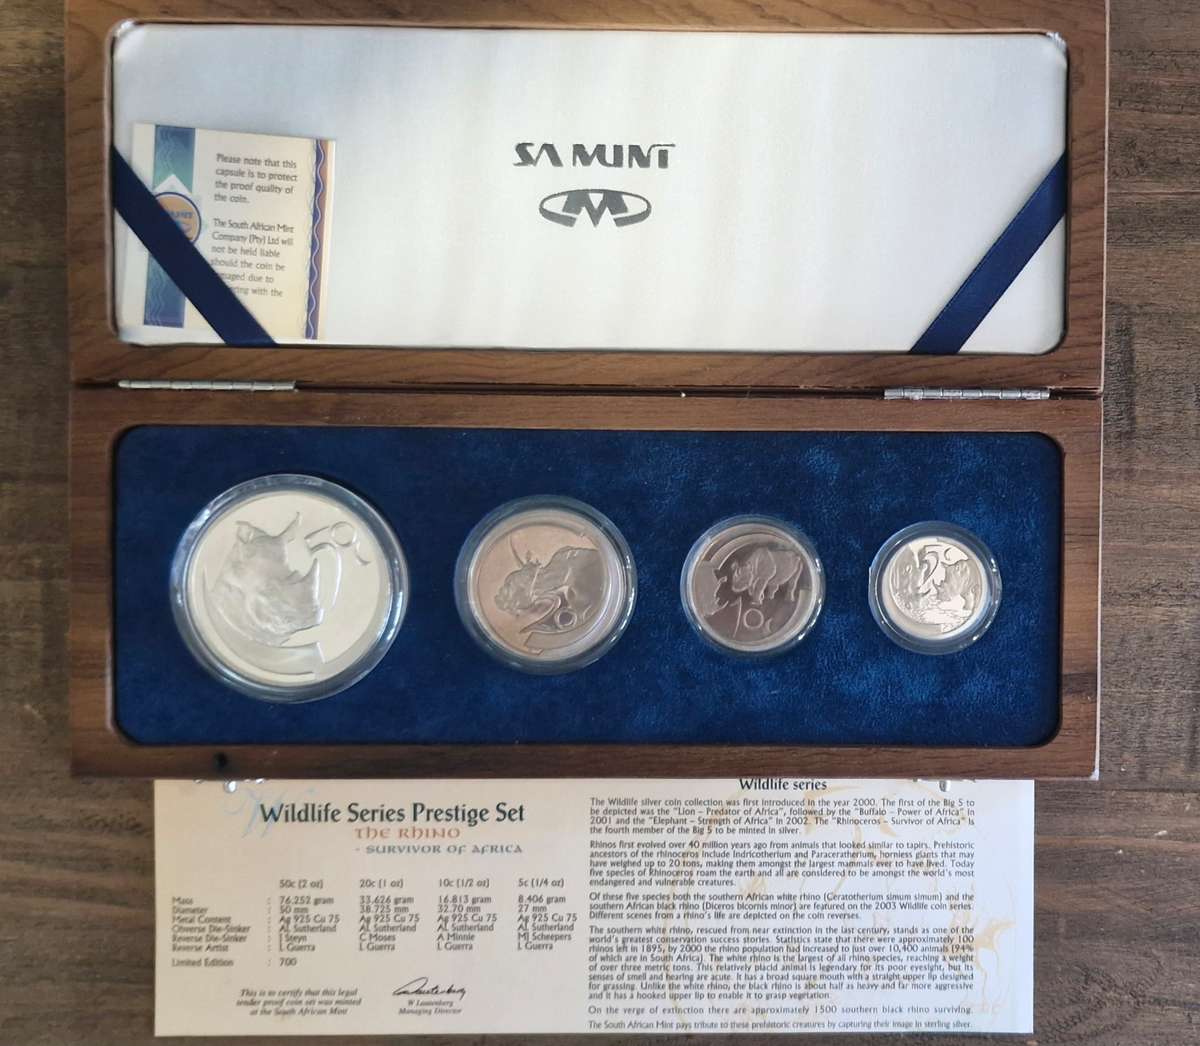 SA MINT
Please note that this
capsule is to protect
the proof quality of
the coin.
The South African Mint
Company (Pty) Ltd will
not be held liable
should the coin be
due to
with the
50c
20c
10c
5c
Wildlife Series Prestige Set
THE RHINO
- SURVIVOR OF AFRICA
50c (2 oz) 20c (1 oz) 10c (1/2 oz) 5c (1/4 oz)
Mass : 76.252 gram 33.626 gram 16.813 gram 8.406 gram
Diameter : 50 mm 38.725 mm 32.70 mm 27 mm
Metal Content : Ag 925 Cu 75 Ag 925 Cu 75 Ag 925 Cu 75 Ag 925 Cu 75
Obverse Die-Sinker : AL Sutherland AL Sutherland AL Sutherland AL Sutherland
Reverse Die-Sinker : J Steyn C Moses A Minnie MJ Scheepers
Reverse Artist : L Guerra L Guerra L Guerra L Guerra
Limited Edition : 700
This is to certify that this legal
tender proof coin set was minted
at the South African Mint
W Lautenberg
Managing Director
Wildlife series
The Wildlife silver coin collection was first introduced in the year 2000. The first of the Big 5 to
be depicted was the "Lion – Predator of Africa", followed by the "Buffalo – Power of Africa" in
2001 and the "Elephant – Strength of Africa" in 2002. The "Rhinoceros – Survivor of Africa" is
the fourth member of the Big 5 to be minted in silver.
Rhinos first evolved over 40 million years ago from animals that looked similar to tapirs. Prehistoric
ancestors of the rhinoceros include Indricotherium and Paraceratherium, hornless giants that may
have weighed up to 20 tons, making them amongst the largest mammals ever to have lived. Today
five species of Rhinoceros roam the earth and all are considered to be amongst the world's most
endangered and vulnerable creatures.
Of these five species both the southern African white rhino (Ceratotherium simum simum) and the
southern African black rhino (Diceros bicornis minor) are featured on the 2003 Wildlife coin series.
Different scenes from a rhino's life are depicted on the coin reverses.
The southern white rhino, rescued from near extinction in the last century, stands as one of the
world's greatest conservation success stories. Statistics state that there were approximately 100
rhinos left in 1895, by 2000 the rhino population had increased to just over 10,400 animals (94%
of which are in South Africa). The white rhino is the largest of all rhino species, reaching a weight
of over three metric tons. This relatively placid animal is legendary for its poor eyesight, but its
senses of smell and hearing are acute. It has a broad square mouth with a straight upper lip designed
for grassing. Unlike the white rhino, the black rhino is about half as heavy and far more aggressive
and it has a hooked upper lip to enable it to grasp vegetation
On the verge of extinction there are approximately 1500 southern black rhino surviving.
The South African Mint pays tribute to these prehistoric creatures by capturing their image in sterling silver.